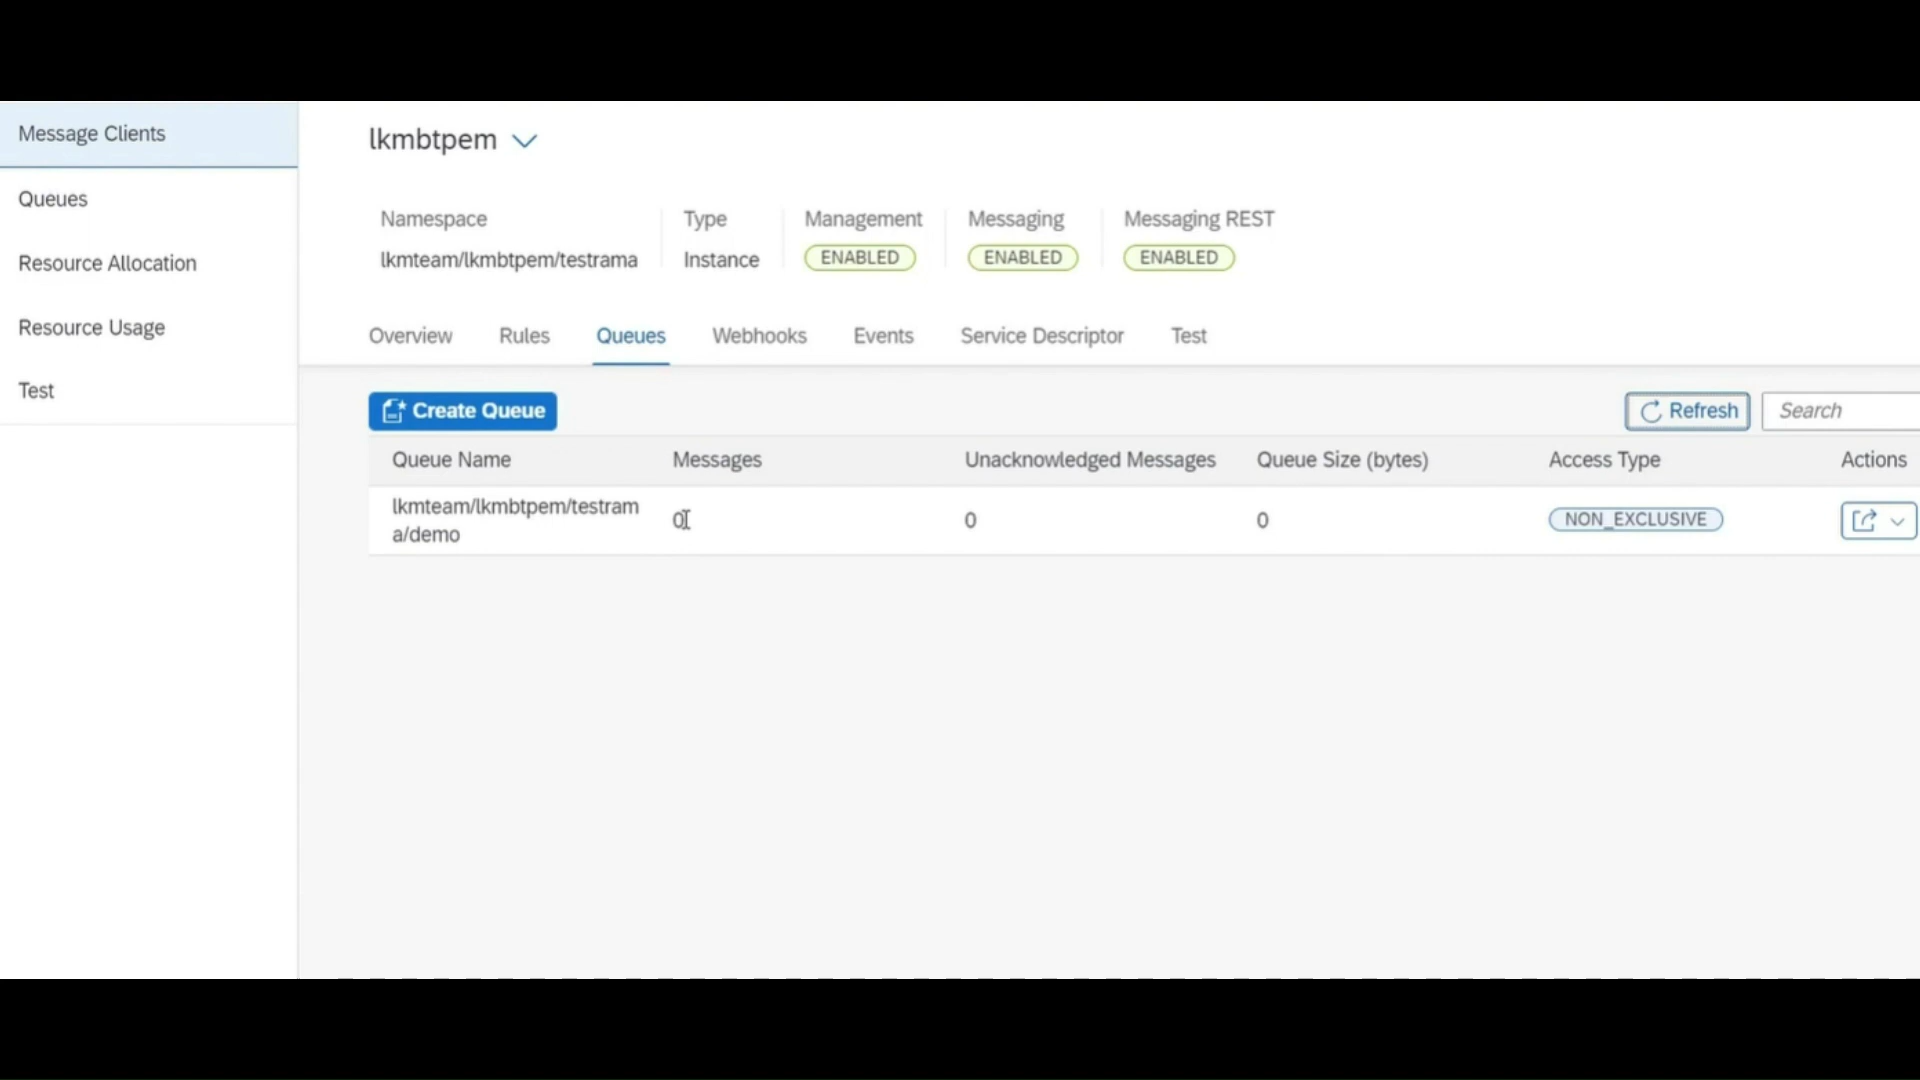 Message Clients
Queues
Resource Allocation
Resource Usage
Test
lkmbtpem
Namespace
Type
Management
Messaging
Messaging REST
lkmteam/lkmbtpem/testrama
Instance
ENABLED
ENABLED
ENABLED
Overview
Rules
Queues
Webhooks
Events
Service Descriptor
Test
Create Queue
Refresh
Search
Queue Name
Messages
Unacknowledged Messages
Queue Size (bytes)
Access Type
Actions
lkmteam/lkmbtpem/testram
a/demo
0
0
0
NON_EXCLUSIVE